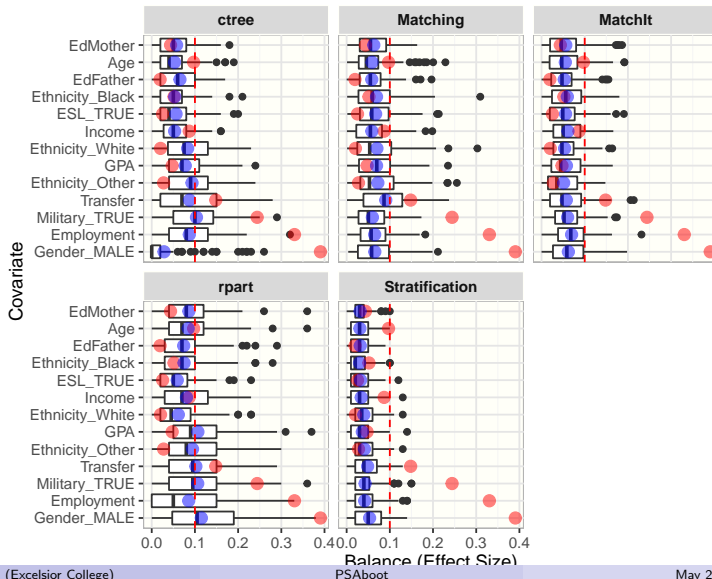 ctree
Matching
MatchIt
EdMother
Age
EdFather
Ethnicity_Black
ESL_TRUE
Income
Ethnicity_White
GPA
Ethnicity_Other
Transfer
Military_TRUE
Employment
Gender_MALE
Covariate
rpart
Stratification
EdMother
Age
EdFather
Ethnicity_Black
ESL_TRUE
Income
Ethnicity_White
GPA
Ethnicity_Other
Transfer
Military_TRUE
Employment
Gender_MALE
0.0 0.1 0.2 0.3 0.4 0.0 0.1 0.2 0.3 0.4
Balance (Effect Size)
(Excelsior College) PSAboot May 2